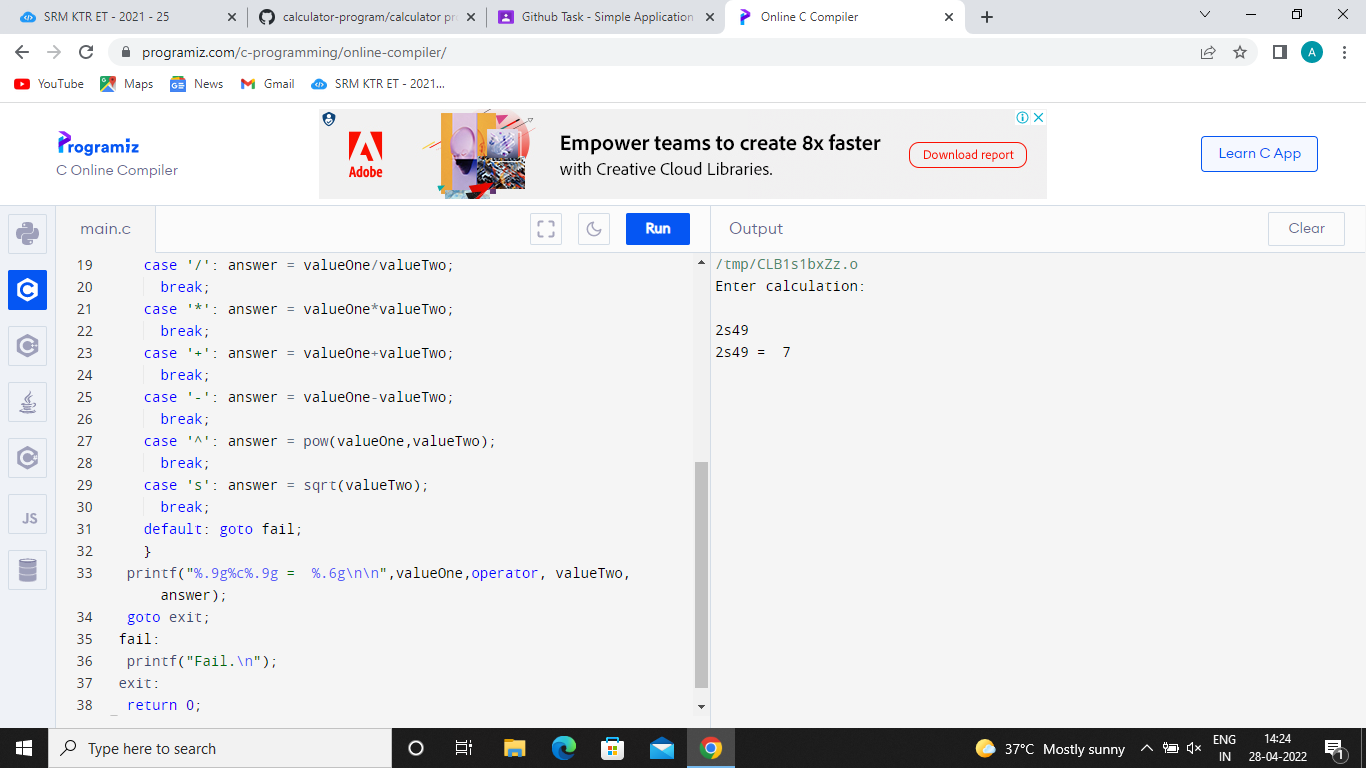 SRM KTR ET - 2021 - 25
calculator-program/calculator pr
Github Task - Simple Application
Online C Compiler
programiz.com/c-programming/online-compiler/
A
YouTube
Maps
News
Gmail
SRM KTR ET - 2021...
Programiz
C Online Compiler
Adobe
Empower teams to create 8x faster
with Creative Cloud Libraries.
Download report
Learn C App
main.c
Run
Output
Clear
19 case '/': answer = valueOne/valueTwo;
20 break;
21 case '*': answer = valueOne*valueTwo;
22 break;
23 case '+': answer = valueOne+valueTwo;
24 break;
25 case '-': answer = valueOne-valueTwo;
26 break;
27 case '^': answer = pow(valueOne,valueTwo);
28 break;
29 case 's': answer = sqrt(valueTwo);
30 break;
31 default: goto fail;
32 }
33 printf("%.9g%c%.9g =  %.6g\n\n",valueOne,operator, valueTwo,
answer);
34 goto exit;
35 fail:
36 printf("Fail.\n");
37 exit:
38 return 0;
JS
/tmp/CLB1s1bxZz.o
Enter calculation:
2s49
2s49 =  7
Type here to search
37°C Mostly sunny
ENG
IN
14:24
28-04-2022
1